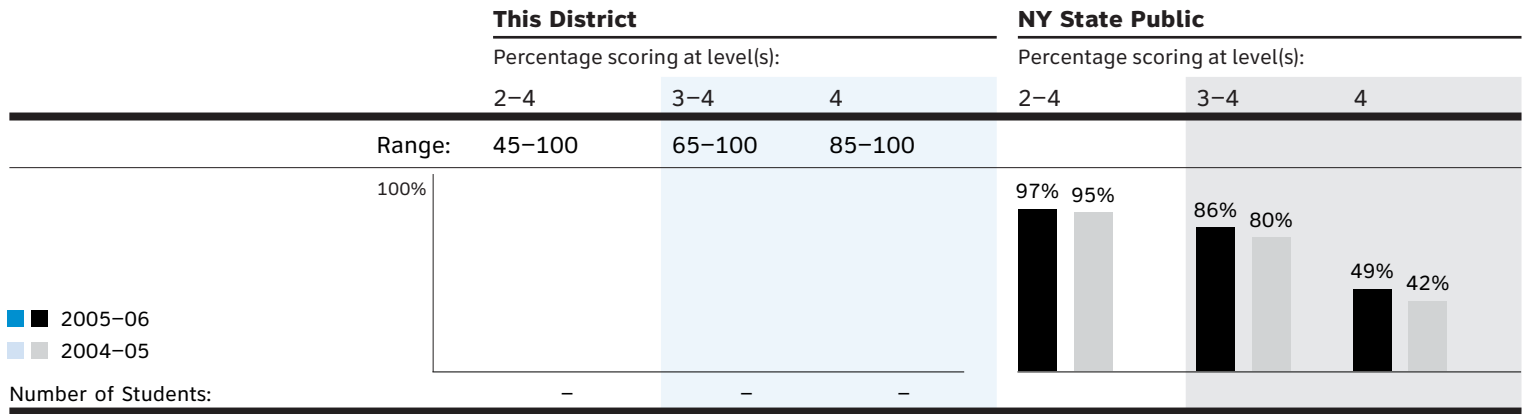 This District NY State Public
Percentage scoring at level(s): Percentage scoring at level(s):
2–4 3–4 4 2–4 3–4 4
Range: 45–100 65–100 85–100
100%
97% 95% 86% 80% 49% 42%
2005–06
2004–05
Number of Students: – – –